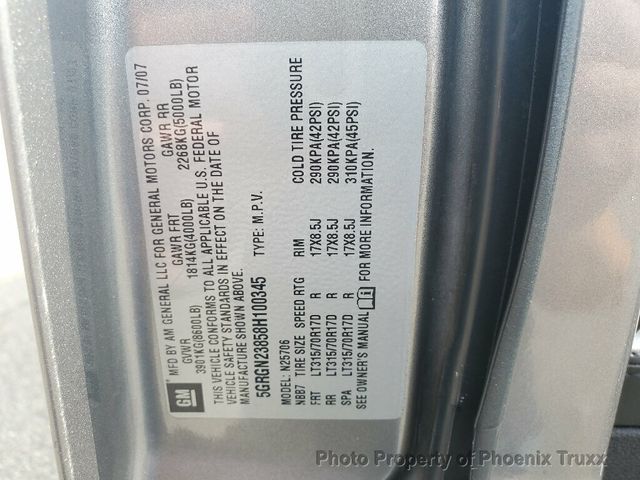 GM
MFD BY AM GENERAL LLC FOR GENERAL MOTORS CORP. 07/07
GVWR GAWR FRT GAWR RR
3901KG(8600LB) 1814KG(4000LB) 2268KG(5000LB)
THIS VEHICLE CONFORMS TO ALL APPLICABLE U.S. FEDERAL MOTOR
VEHICLE SAFETY STANDARDS IN EFFECT ON THE DATE OF
MANUFACTURE SHOWN ABOVE.
5GRGN23858H100345 TYPE: M.P.V.
MODEL: N25706
NBB7 TIRE SIZE SPEED RTG RIM COLD TIRE PRESSURE
FRT LT315/70R17D R 17X8.5J 290KPA(42PSI)
RR LT315/70R17D R 17X8.5J 290KPA(42PSI)
SPA LT315/70R17D R 17X8.5J 310KPA(45PSI)
SEE OWNER'S MANUAL FOR MORE INFORMATION.
Photo Property of Phoenix Truxx